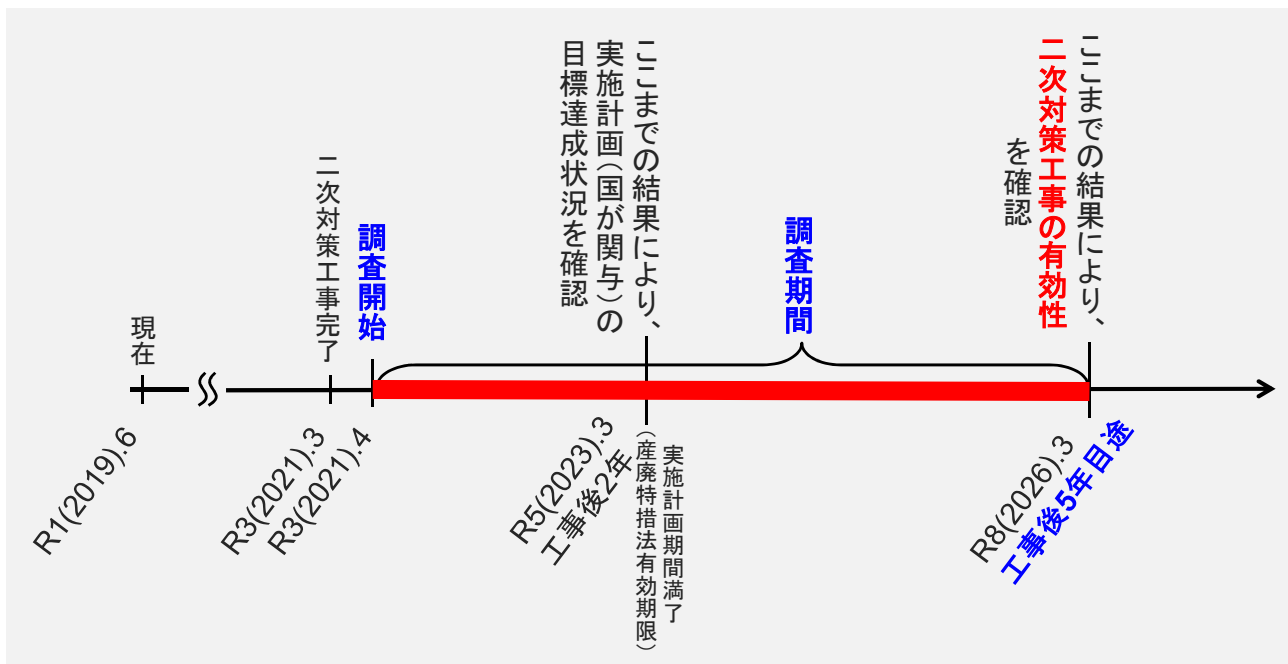 現在
二次対策工事完了
調査開始
ここまでの結果により、
実施計画（国が関与）の
目標達成状況を確認
調査期間
ここまでの結果により、
二次対策工事の有効性
を確認
R1(2019).6
R3(2021).3
R3(2021).4
R5(2023).3
工事後2年
実施計画期間満了
（産廃特措法有効期限）
R8(2026).3
工事後5年目途